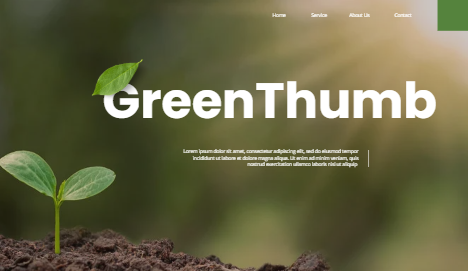 Home Service About Us Contact
GreenThumb
Lorem ipsum dolor sit amet, consectetur adipiscing elit, sed do eiusmod tempor
incididunt ut labore et dolore magna aliqua. Ut enim ad minim veniam, quis
nostrud exercitation ullamco laboris nisi ut aliquip